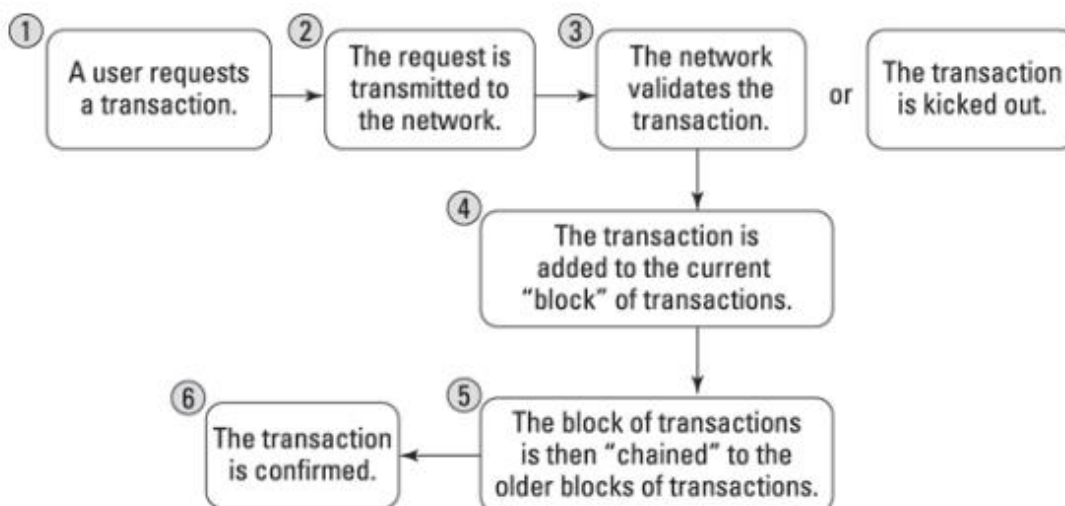 1
A user requests
a transaction.
2
The request is
transmitted to
the network.
3
The network
validates the
transaction.
or
The transaction
is kicked out.
4
The transaction is
added to the current
“block” of transactions.
5
The block of transactions
is then “chained” to the
older blocks of transactions.
6
The transaction
is confirmed.